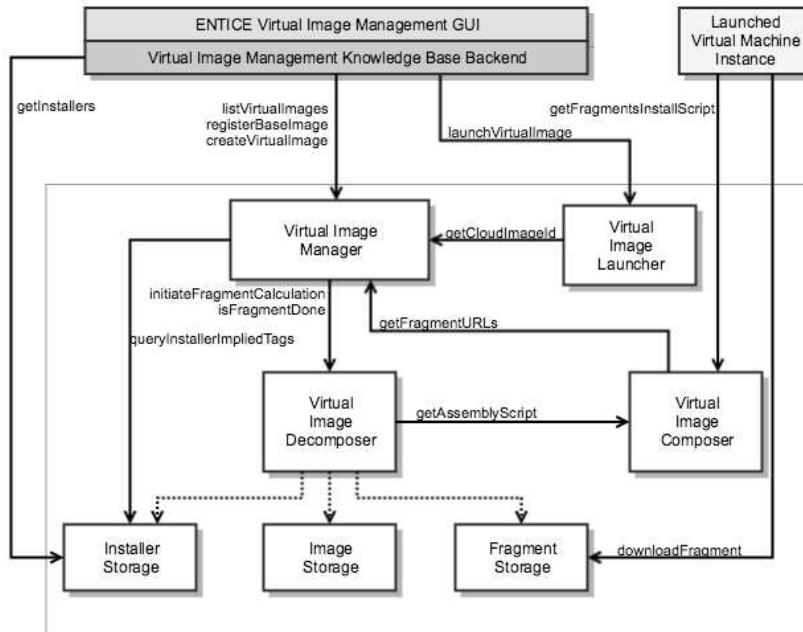 ENTICE Virtual Image Management GUI
Virtual Image Management Knowledge Base Backend
Launched
Virtual Machine
Instance
getInstallers
listVirtualImages
registerBaseImage
createVirtualImage
launchVirtualImage
getFragmentsInstallScript
Virtual Image
Manager
getCloudImageId
Virtual
Image
Launcher
initiateFragmentCalculation
isFragmentDone
getFragmentURLs
queryInstallerImpliedTags
Virtual
Image
Decomposer
getAssemblyScript
Virtual
Image
Composer
Installer
Storage
Image
Storage
Fragment
Storage
downloadFragment